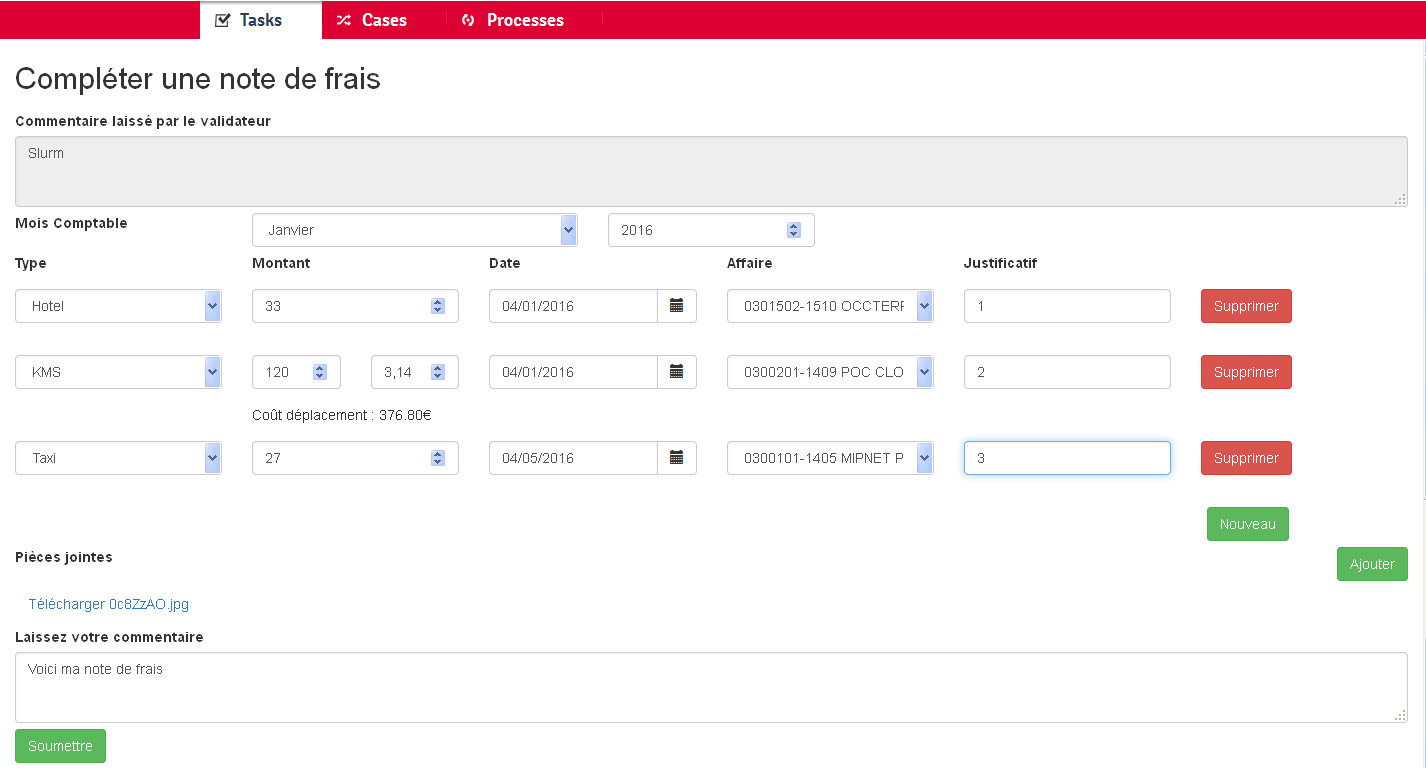 Tasks Cases Processes
Compléter une note de frais
Commentaire laissé par le validateur
Slurm
Mois Comptable Janvier 2016
Type Montant Date Affaire Justificatif
Hotel 33 04/01/2016 0301502-1510 OCCTERF 1 Supprimer
KMS 120 3,14 04/01/2016 0300201-1409 POC CLO 2 Supprimer
Coût déplacement : 376.80€
Taxi 27 04/05/2016 0300101-1405 MIPNET P 3 Supprimer
Nouveau
Pièces jointes Ajouter
Télécharger 0c8ZzAO.jpg
Laissez votre commentaire
Voici ma note de frais
Soumettre